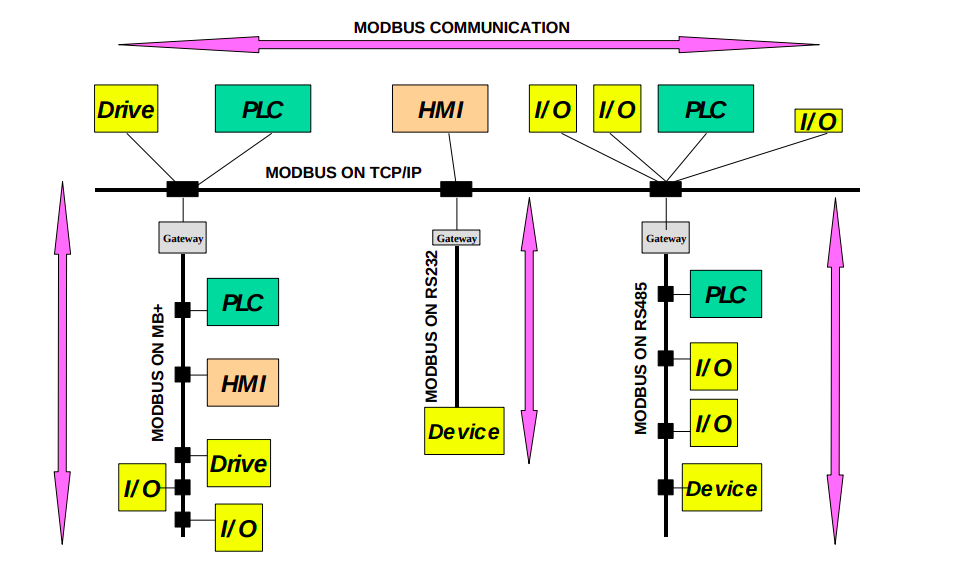 MODBUS COMMUNICATION
Drive
PLC
HMI
I/O
I/O
PLC
I/O
MODBUS ON TCP/IP
Gateway
Gateway
Gateway
MODBUS ON MB+
PLC
HMI
Drive
I/O
I/O
MODBUS ON RS232
Device
MODBUS ON RS485
PLC
I/O
I/O
Device